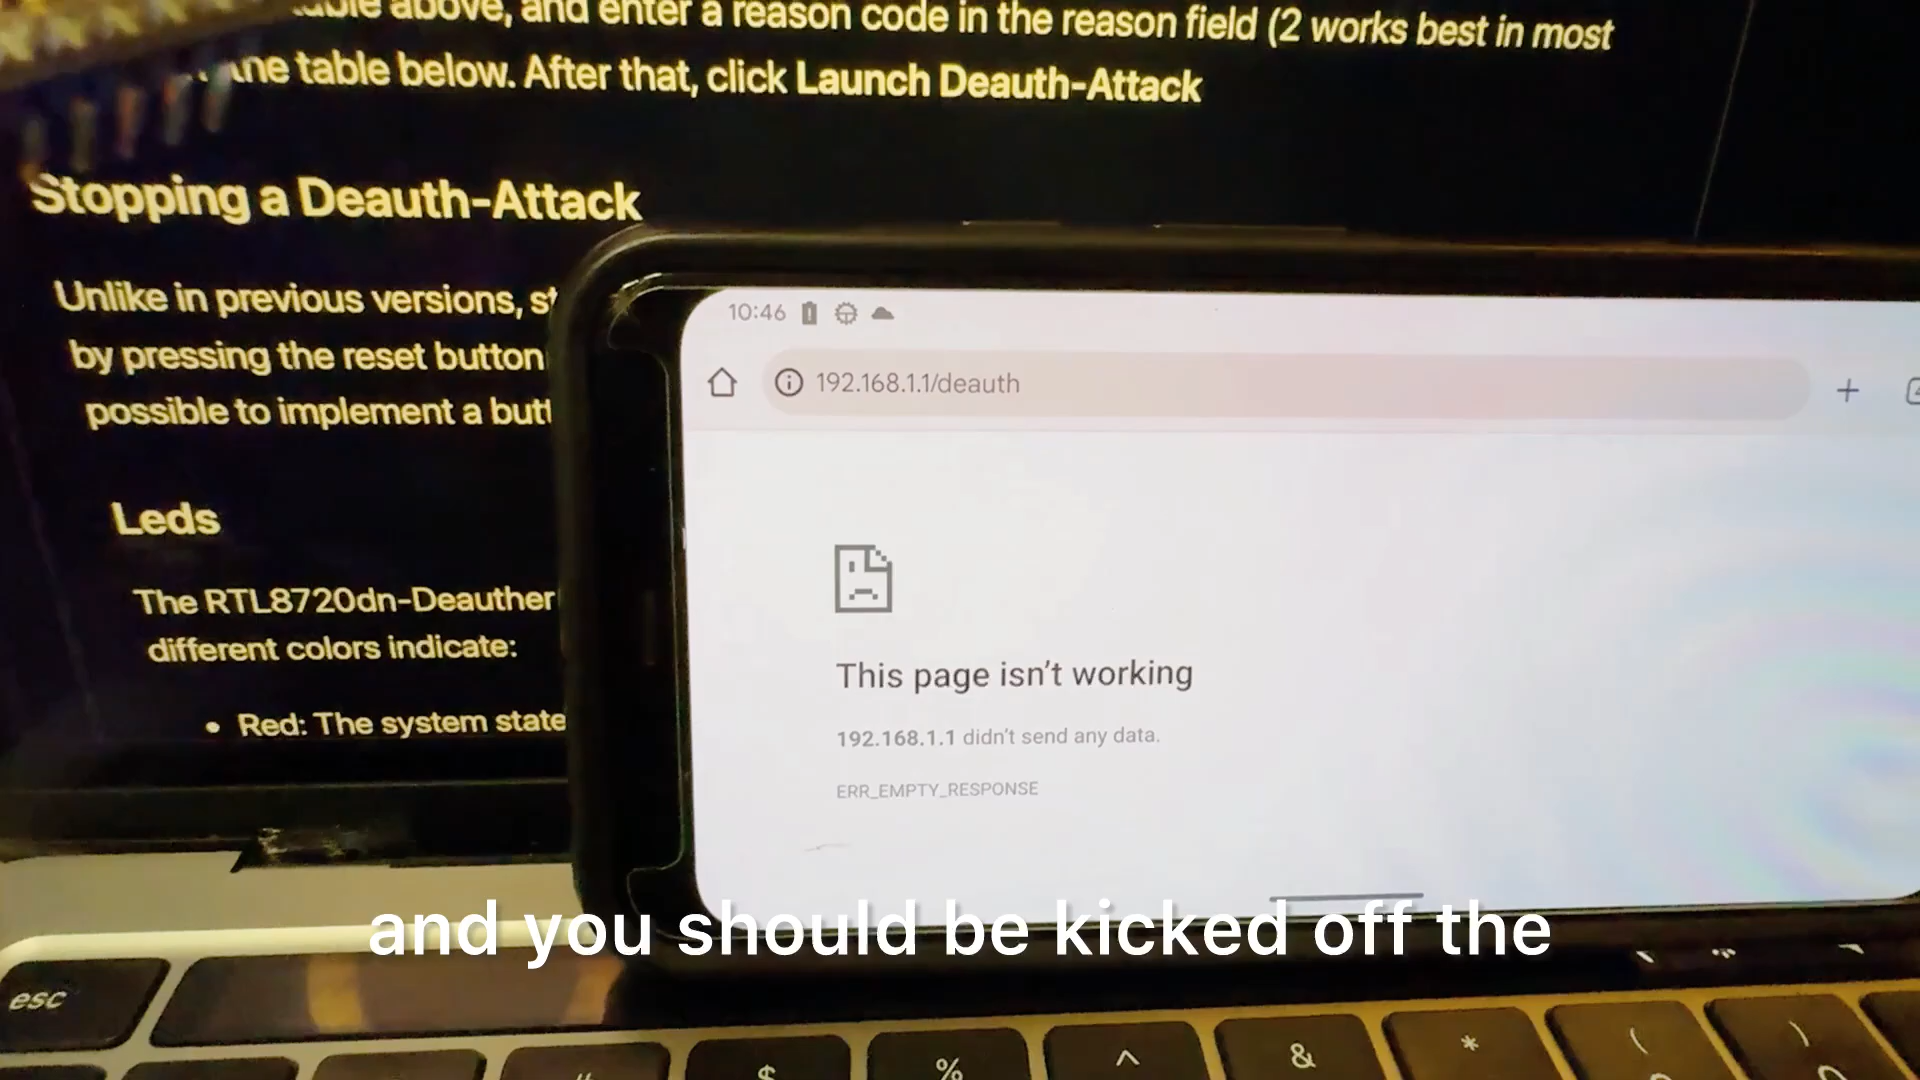 above, and enter a reason code in the reason field (2 works best in most
the table below. After that, click Launch Deauth-Attack
Stopping a Deauth-Attack
Unlike in previous versions, st
by pressing the reset button
possible to implement a butt
Leds
The RTL8720dn-Deauther
different colors indicate:
• Red: The system state
10:46
192.168.1.1/deauth
This page isn't working
192.168.1.1 didn't send any data.
ERR_EMPTY_RESPONSE
and you should be kicked off the
esc
" $ % ^ & * ( )